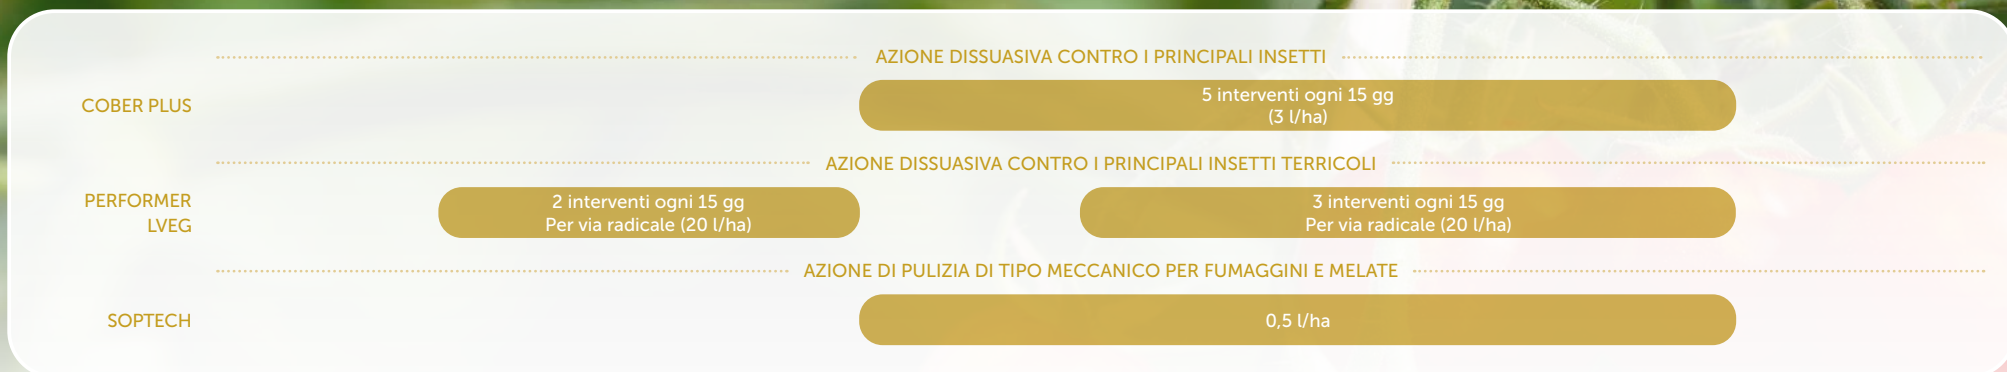 AZIONE DISSUASIVA CONTRO I PRINCIPALI INSETTI
COBER PLUS
5 interventi ogni 15 gg
(3 l/ha)
AZIONE DISSUASIVA CONTRO I PRINCIPALI INSETTI TERRICOLI
PERFORMER
LVEG
2 interventi ogni 15 gg
Per via radicale (20 l/ha)
3 interventi ogni 15 gg
Per via radicale (20 l/ha)
AZIONE DI PULIZIA DI TIPO MECCANICO PER FUMAGGINI E MELATE
SOPTECH
0,5 l/ha